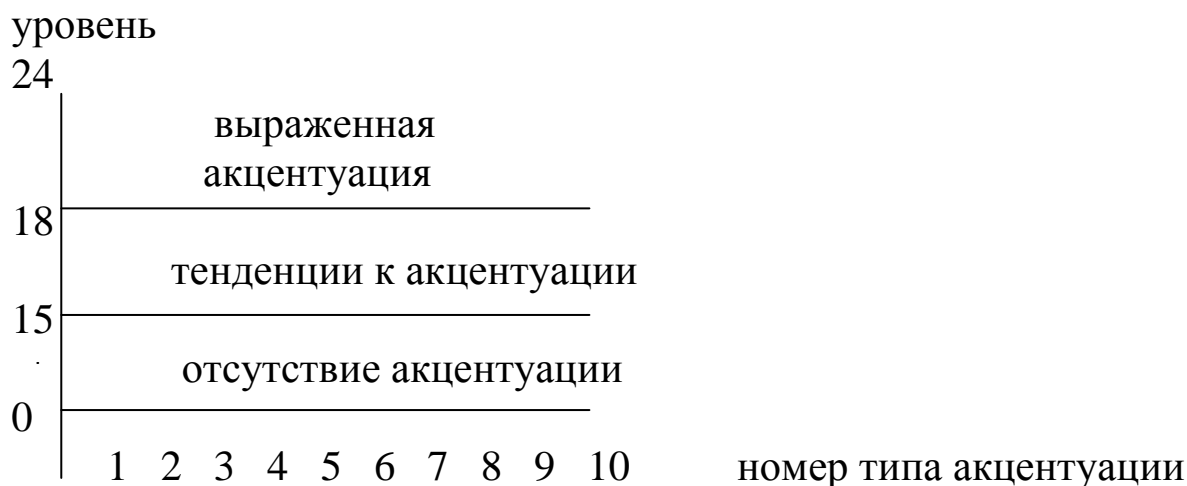 уровень
24
выраженная
акцентуация
18
тенденции к акцентуации
15
отсутствие акцентуации
0
1 2 3 4 5 6 7 8 9 10 номер типа акцентуации